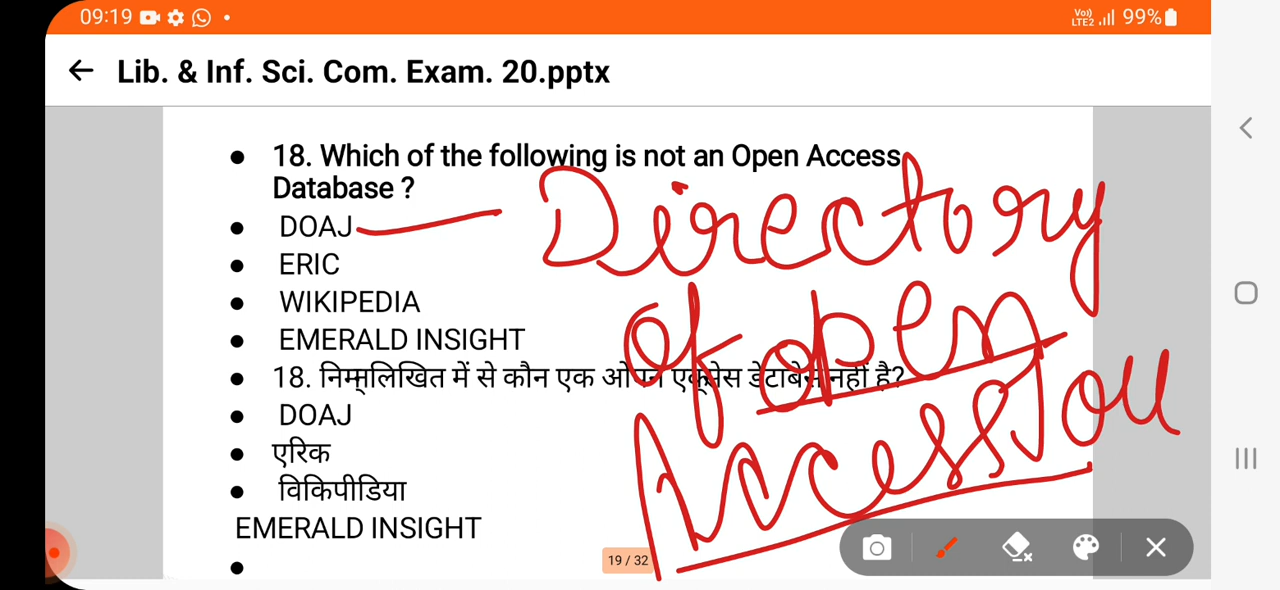 09:19 Vo)) LTE2 99%
Lib. & Inf. Sci. Com. Exam. 20.pptx
● 18. Which of the following is not an Open Access
Database ?
● DOAJ
● ERIC
● WIKIPEDIA
● EMERALD INSIGHT
Directory
of open
Access Jou
● 18. निम्नलिखित में से कौन एक ओपन एक्सेस डेटाबेस नहीं है?
● DOAJ
● एरिक
● विकिपीडिया
EMERALD INSIGHT
●
19 / 32